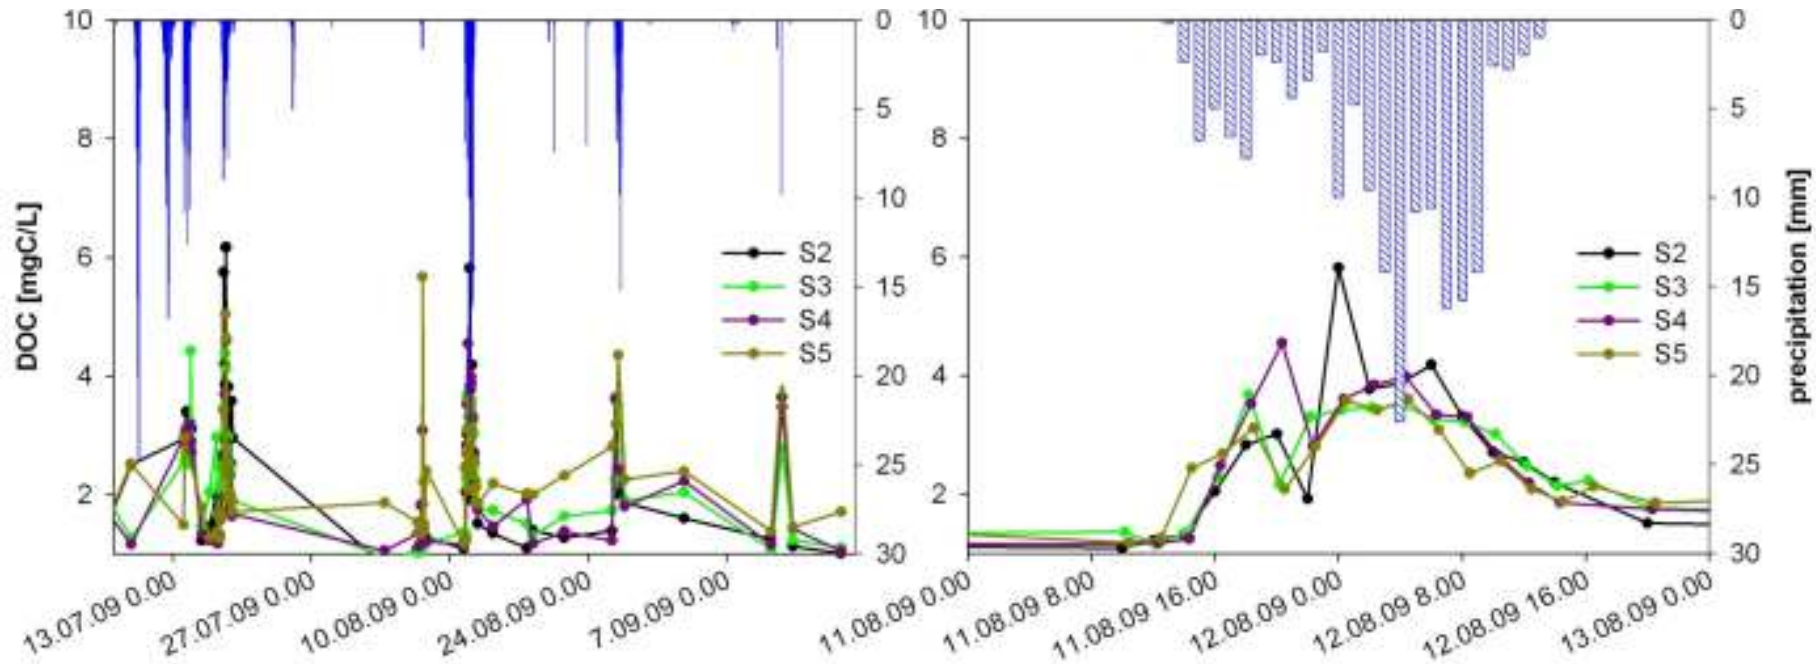 10 0 10 0
5 5
8 8
10 10
6 S2 6 S2
15 15
S3 S3
S4 S4
4 S5 20 4 S5 20
25 25
2 2
30 30
DOC [mgC/L]
precipitation [mm]
13.07.09 0.00
27.07.09 0.00
10.08.09 0.00
24.08.09 0.00
7.09.09 0.00
11.08.09 0.00
11.08.09 8.00
11.08.09 16.00
12.08.09 0.00
12.08.09 8.00
12.08.09 16.00
13.08.09 0.00